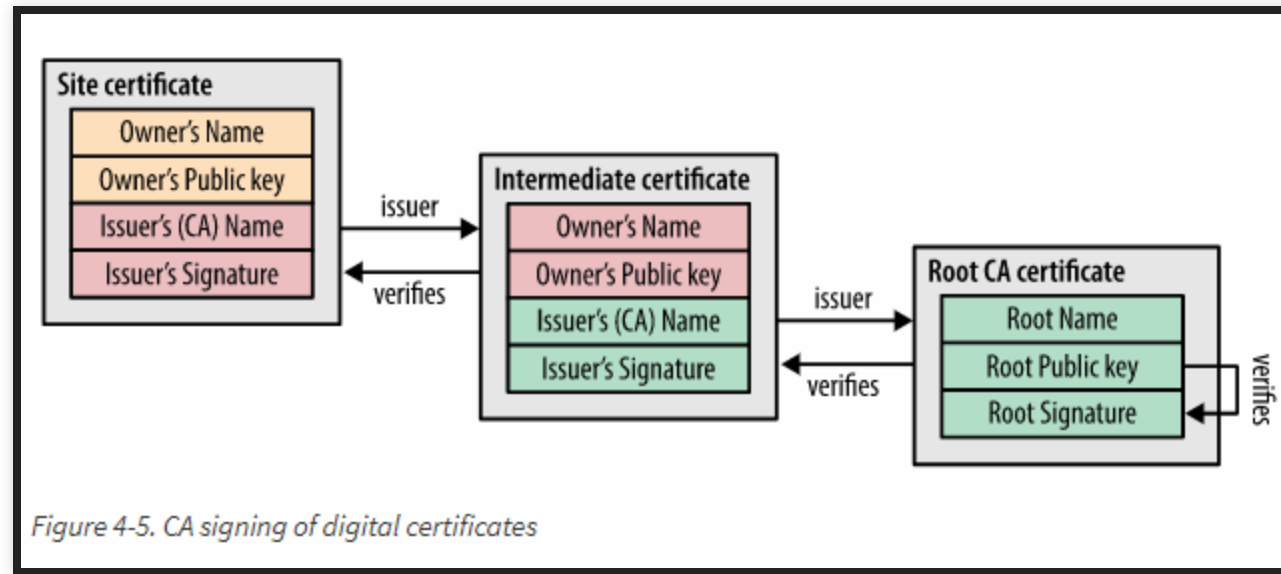 Site certificate
Owner's Name
Owner's Public key
Issuer's (CA) Name
Issuer's Signature
issuer
verifies
Intermediate certificate
Owner's Name
Owner's Public key
Issuer's (CA) Name
Issuer's Signature
issuer
verifies
Root CA certificate
Root Name
Root Public key
Root Signature
verifies
Figure 4-5. CA signing of digital certificates